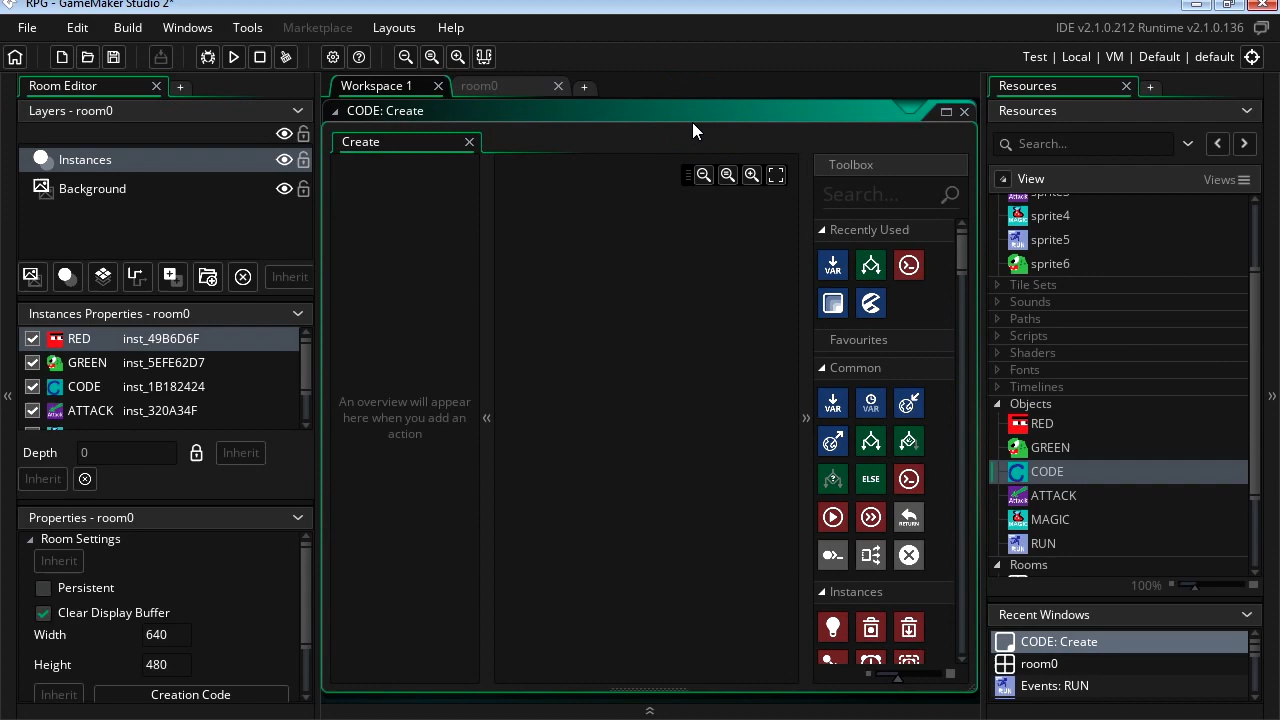 RPG - GameMaker Studio 2*
File Edit Build Windows Tools Marketplace Layouts Help
IDE v2.1.0.212 Runtime v2.1.0.136
Test | Local | VM | Default | default
Room Editor
Layers - room0
Instances
Background
Inherit
Instances Properties - room0
RED inst_49B6D6F
GREEN inst_5EFE62D7
CODE inst_1B182424
ATTACK inst_320A34F
Depth 0 Inherit
Inherit
Properties - room0
Room Settings
Inherit
Persistent
Clear Display Buffer
Width 640
Height 480
Inherit Creation Code
Workspace 1 room0
CODE: Create
Create
An overview will appear
here when you add an
action
Toolbox
Search...
Recently Used
VAR
Favourites
Common
VAR VAR
ELSE
RETURN
Instances
Resources
Resources
Search...
View Views
sprite3
sprite4
RUN sprite5
sprite6
Tile Sets
Sounds
Paths
Scripts
Shaders
Fonts
Timelines
Objects
RED
GREEN
CODE
Attack ATTACK
MAGIC
RUN RUN
Rooms
100%
Recent Windows
CODE: Create
room0
RUN Events: RUN